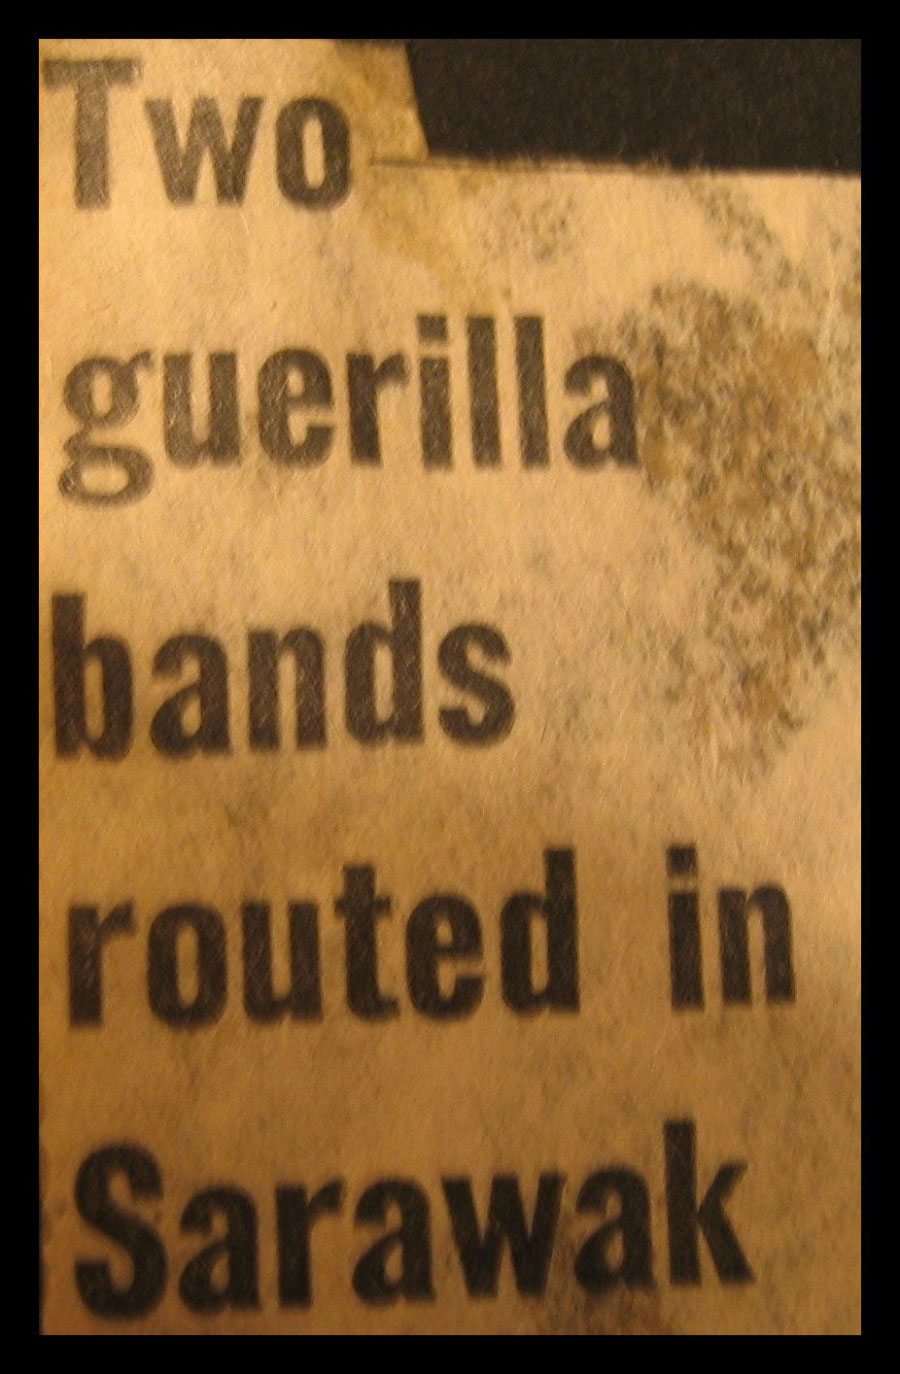 Two
guerilla
bands
routed in
Sarawak